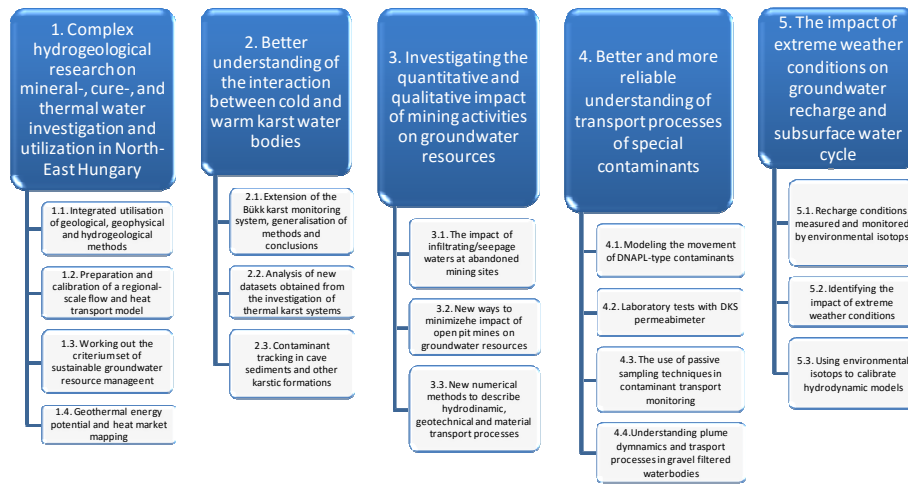 1. Complex
hydrogeological
research on
mineral-, cure-, and
thermal water
investigation and
utilization in North-
East Hungary
1.1. Integrated utilisation
of geological,
geophysical and
hydrogeological
methods
1.2. Preparation and
calibration of a regional-
scale flow and heat
transport model
1.3. Working out the
criterium set of
sustainable groundwater
resource manageent
1.4. Geothermal energy
potential and heat market
mapping
2. Better
understanding
of the interaction
between cold and
warm karst water
bodies
2.1. Extension of the
Bükk karst monitoring
system, generalisation of
methods and
conclusions
2.2. Analysis of new
datasets obtained from
the investigation of
thermal karst systems
2.3. Contaminant
tracking in cave
sediments and other
karstic formations
3. Investigating the
quantitative and
qualitative impact
of mining activities
on groundwater
resources
3.1. The impact of
infiltrating/seepage
waters at abandoned
mining sites
3.2. New ways to
minimizehe impact of
open pit mines on
groundwater resources
3.3. New numerical
methods to describe
hydrodinamic,
geotechnical and material
transport processes
4. Better and more
reliable
understanding of
transport processes
of special
contaminants
4.1. Modeling the
movement of DNAPL-type
contaminants
4.2. Laboratory tests with DKS
permeabimeter
4.3. The use of passive
sampling techniques in
contaminant transport
monitoring
4.4.Understanding plume
dymnamics and trasport
processes in gravel filtered
waterbodies
5. The impact of
extreme weather
conditions on
groundwater
recharge and
subsurface water
cycle
5.1. Recharge conditions
measured and monitored
by environmental isotops
5.2. Identifying the
impact of extreme
weather conditions
5.3. Using environmental
isotops to calibrate
hydrodynamic models